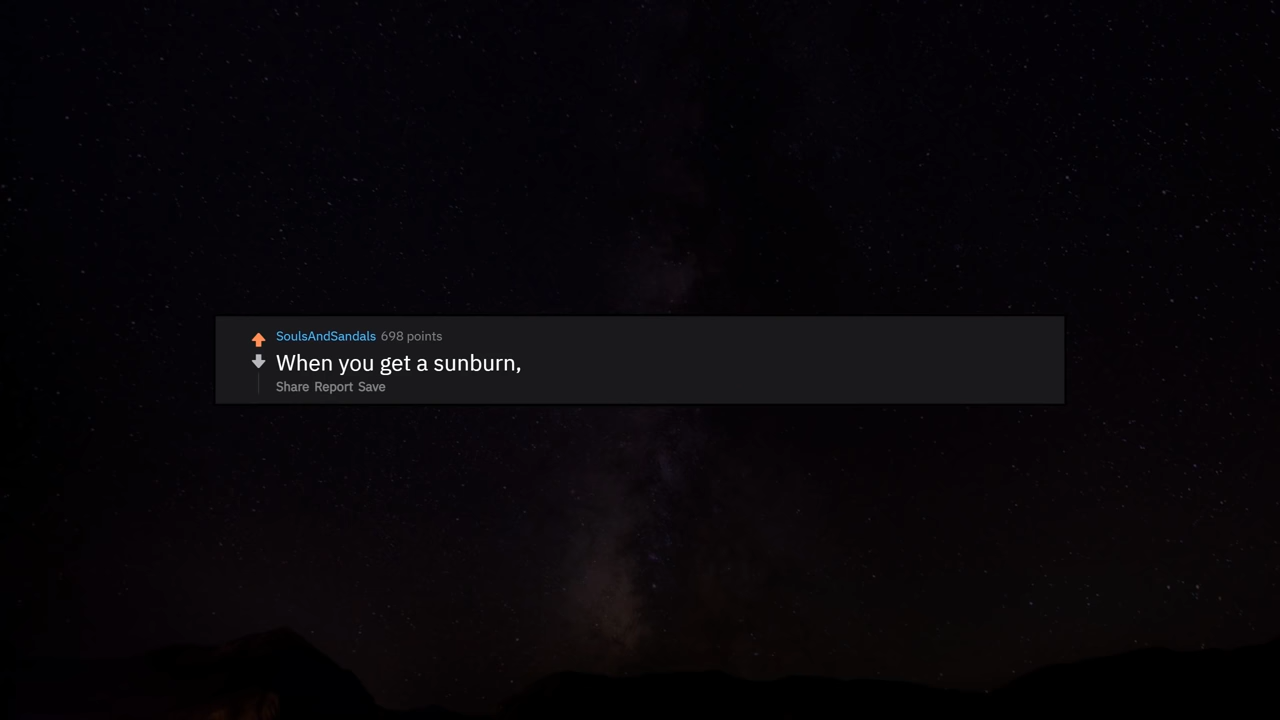 SoulsAndSandals 698 points
When you get a sunburn,
Share Report Save